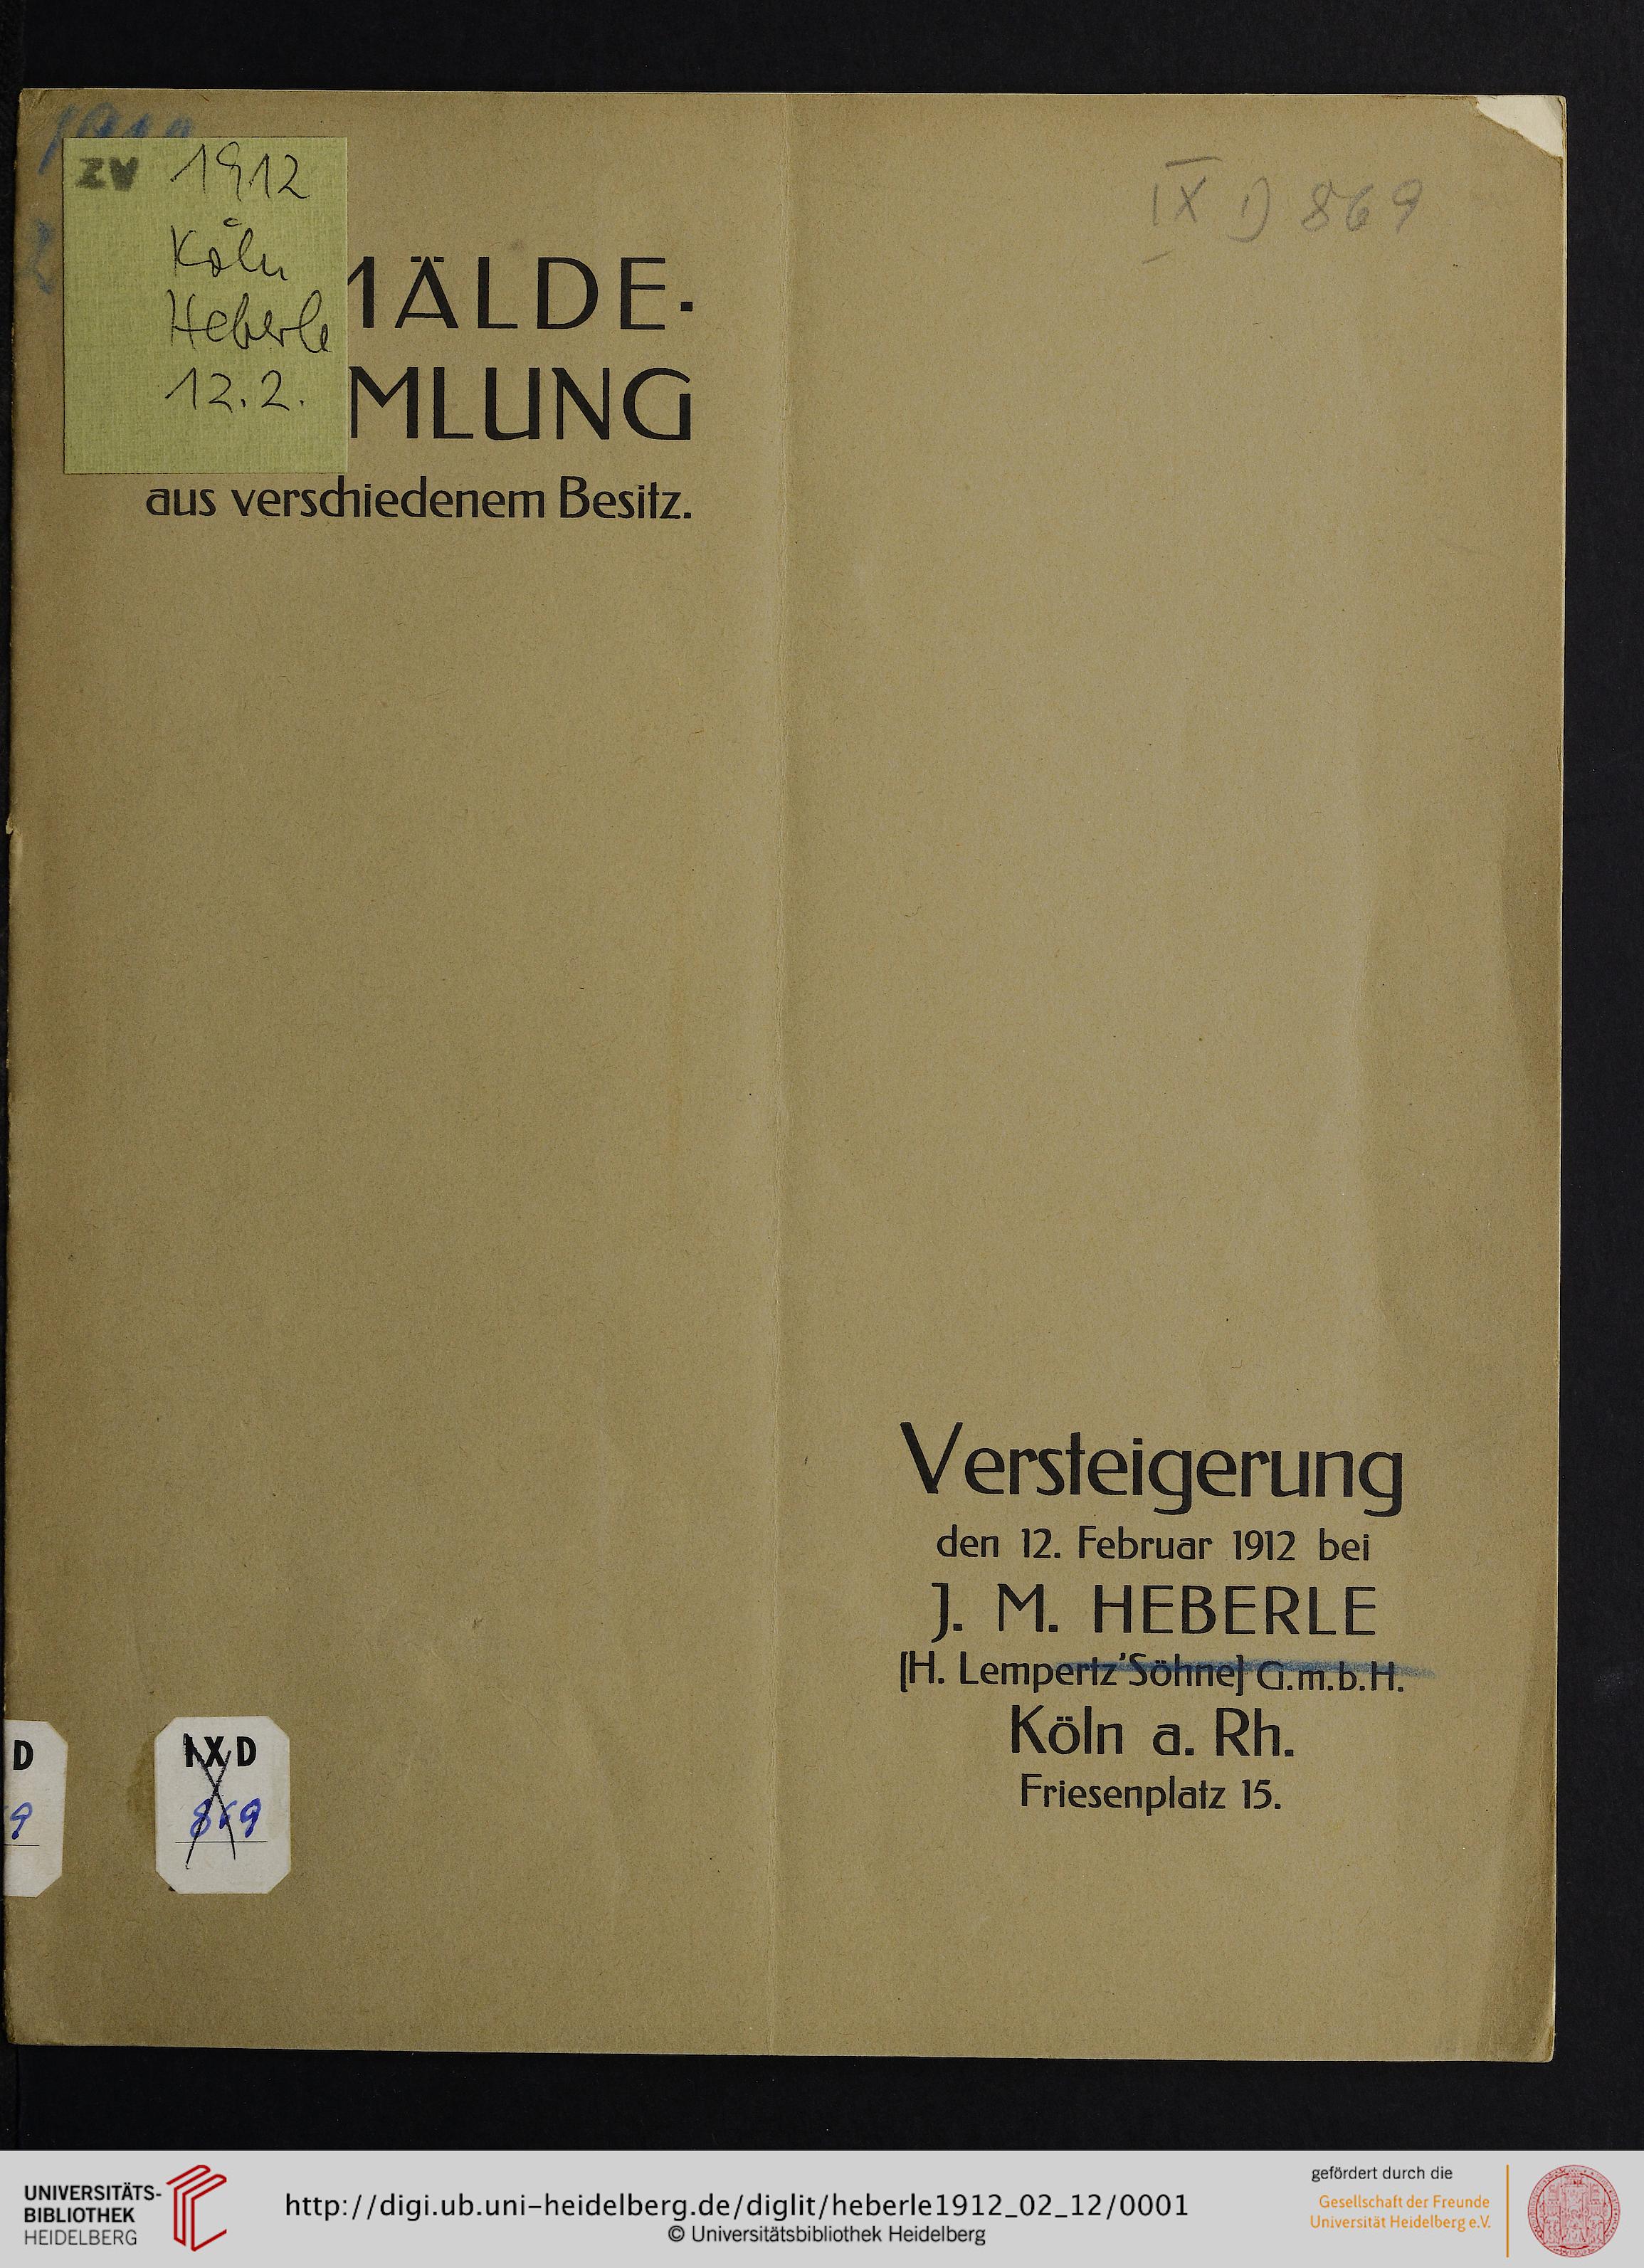 ZV 1912
Köln
Heberle
12.2.
IX D 869
MÄLDE-
MLUNG
aus verschiedenem Besitz.
Versteigerung
den 12. Februar 1912 bei
J. M. HEBERLE
(H. Lempertz' Söhne) G.m.b.H.
Köln a. Rh.
Friesenplatz 15.
D
9
IXD
869
UNIVERSITÄTS-
BIBLIOTHEK
HEIDELBERG
http://digi.ub.uni-heidelberg.de/diglit/heberle1912_02_12/0001
© Universitätsbibliothek Heidelberg
gefördert durch die
Gesellschaft der Freunde
Universität Heidelberg e.V.